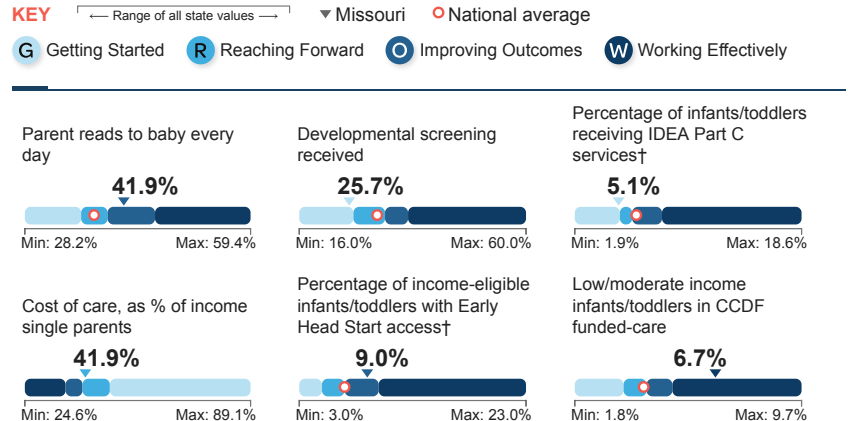 KEY
Range of all state values
Missouri
National average
G Getting Started
R Reaching Forward
O Improving Outcomes
W Working Effectively
Parent reads to baby every
day
41.9%
Min: 28.2%
Max: 59.4%
Developmental screening
received
25.7%
Min: 16.0%
Max: 60.0%
Percentage of infants/toddlers
receiving IDEA Part C
services†
5.1%
Min: 1.9%
Max: 18.6%
Cost of care, as % of income
single parents
41.9%
Min: 24.6%
Max: 89.1%
Percentage of income-eligible
infants/toddlers with Early
Head Start access†
9.0%
Min: 3.0%
Max: 23.0%
Low/moderate income
infants/toddlers in CCDF
funded-care
6.7%
Min: 1.8%
Max: 9.7%